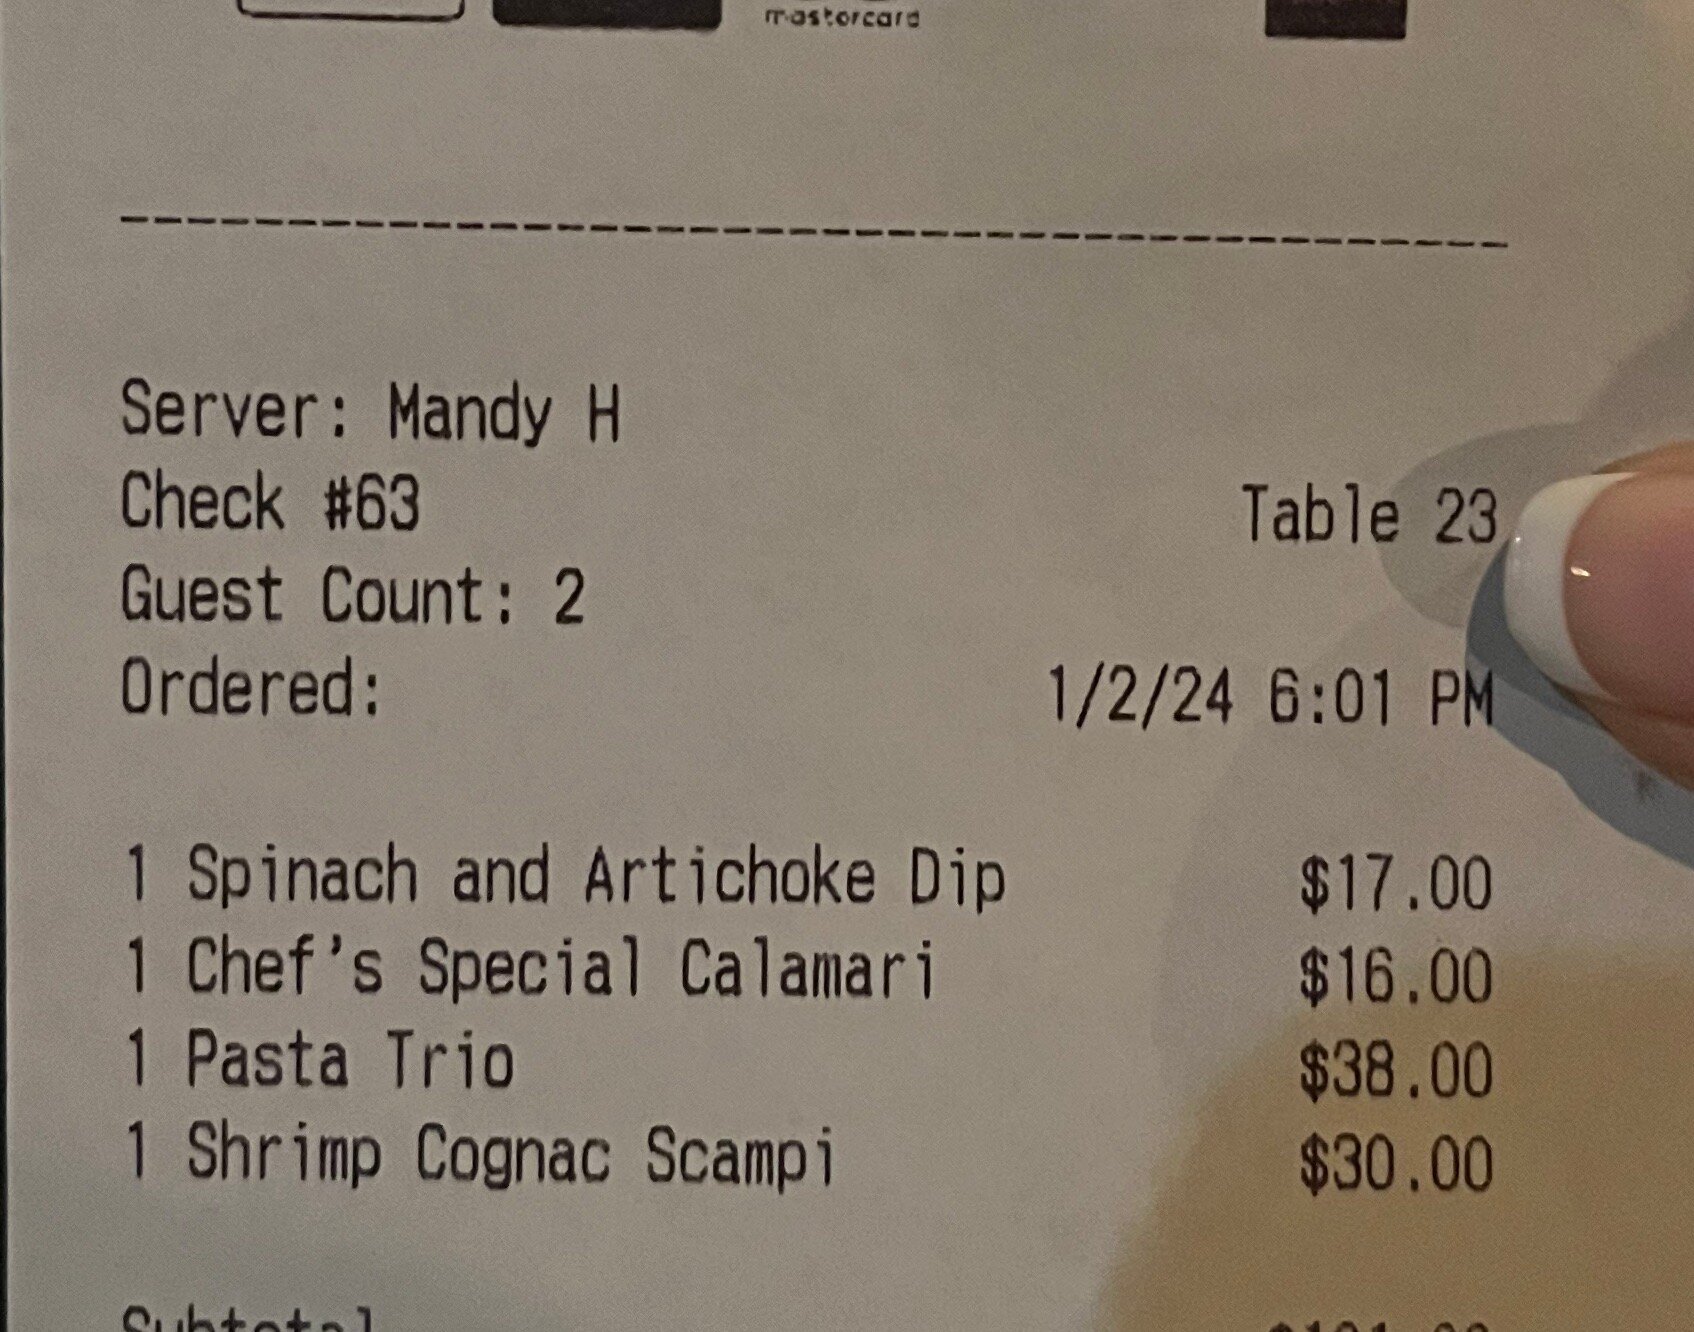 mastercard
Server: Mandy H
Check #63 Table 23
Guest Count: 2
Ordered: 1/2/24 6:01 PM
1 Spinach and Artichoke Dip $17.00
1 Chef's Special Calamari $16.00
1 Pasta Trio $38.00
1 Shrimp Cognac Scampi $30.00
Subtotal